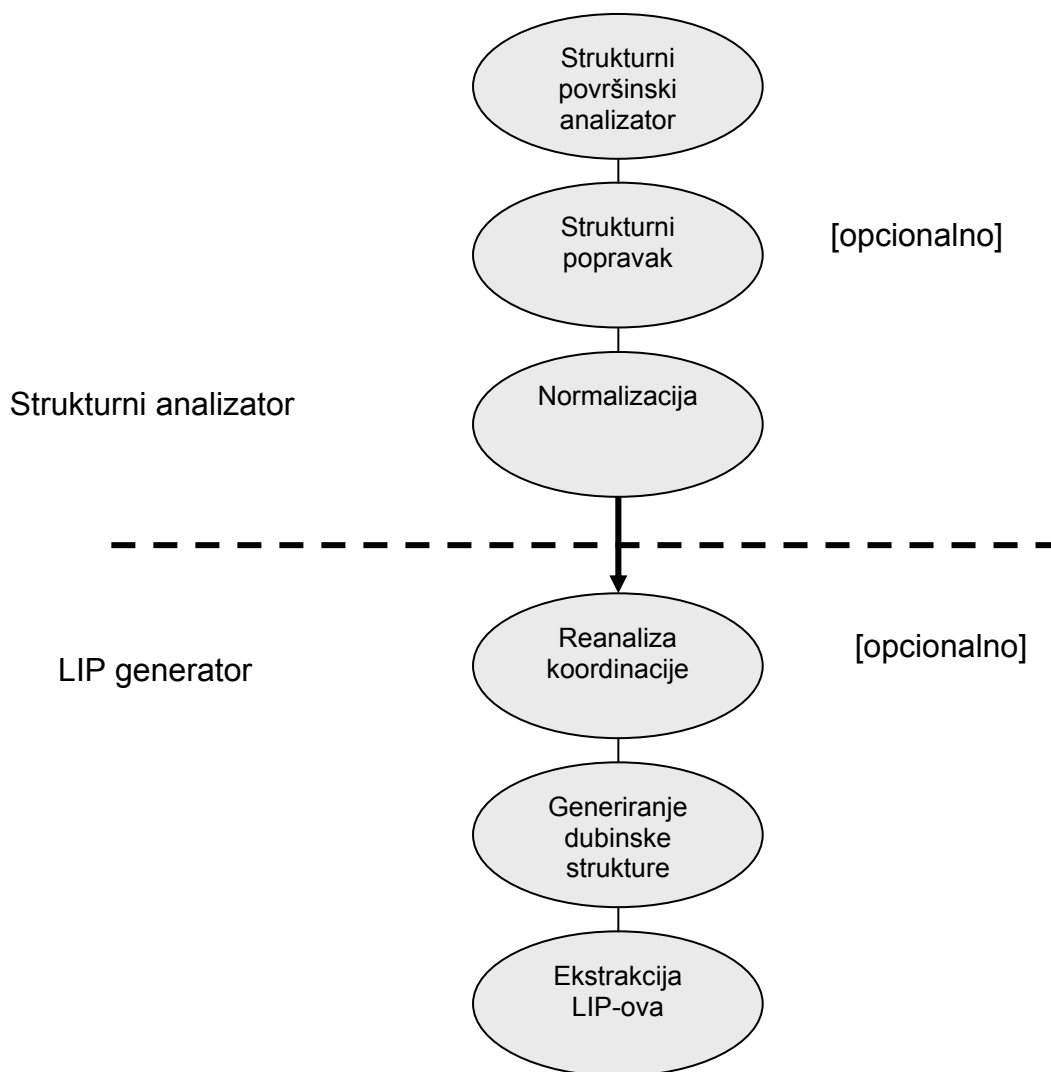 Strukturni
površinski
analizator
Strukturni
popravak
[opcionalno]
Normalizacija
Strukturni analizator
Reanaliza
koordinacije
[opcionalno]
LIP generator
Generiranje
dubinske
strukture
Ekstrakcija
LIP-ova